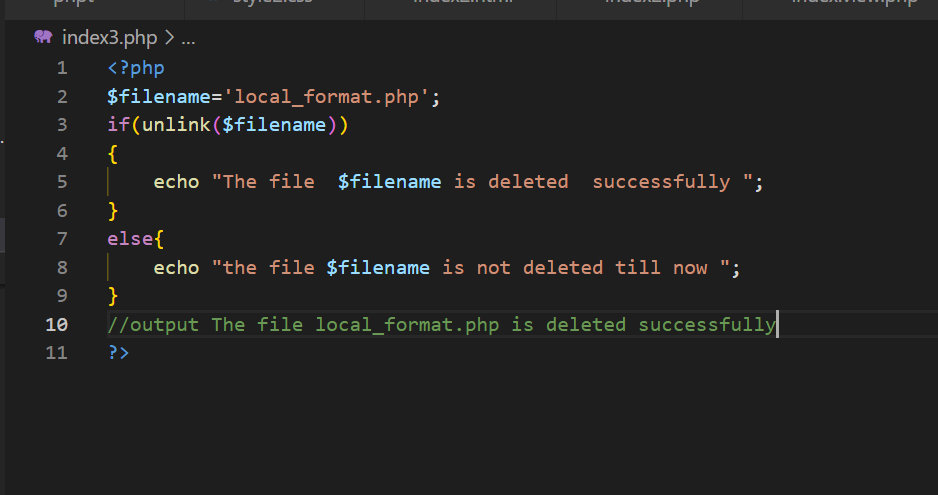 index3.php > ...
1 <?php
2 $filename='local_format.php';
3 if(unlink($filename))
4 {
5     echo "The file  $filename is deleted  successfully ";
6 }
7 else{
8     echo "the file $filename is not deleted till now ";
9 }
10 //output The file local_format.php is deleted successfully
11 ?>